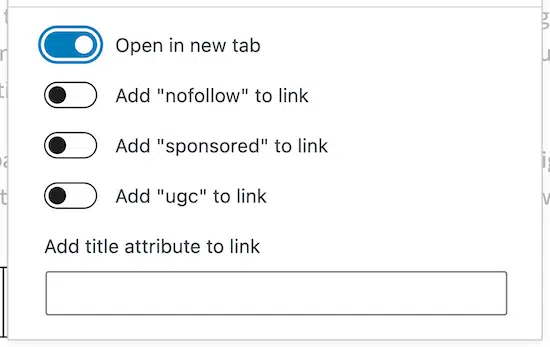 Open in new tab
Add "nofollow" to link
Add "sponsored" to link
Add "ugc" to link
Add title attribute to link